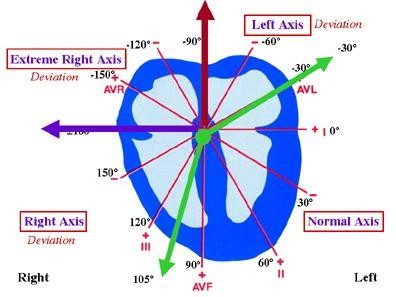 -90°
-120°
-60°
Left Axis
Deviation
-30°
Extreme Right Axis
Deviation
-150°
+
AVR
-30°
+
AVL
+ I 0°
150°
30°
Right Axis
Deviation
Normal Axis
120°
+
III
90°
+
AVF
60°
+
II
105°
Right
Left